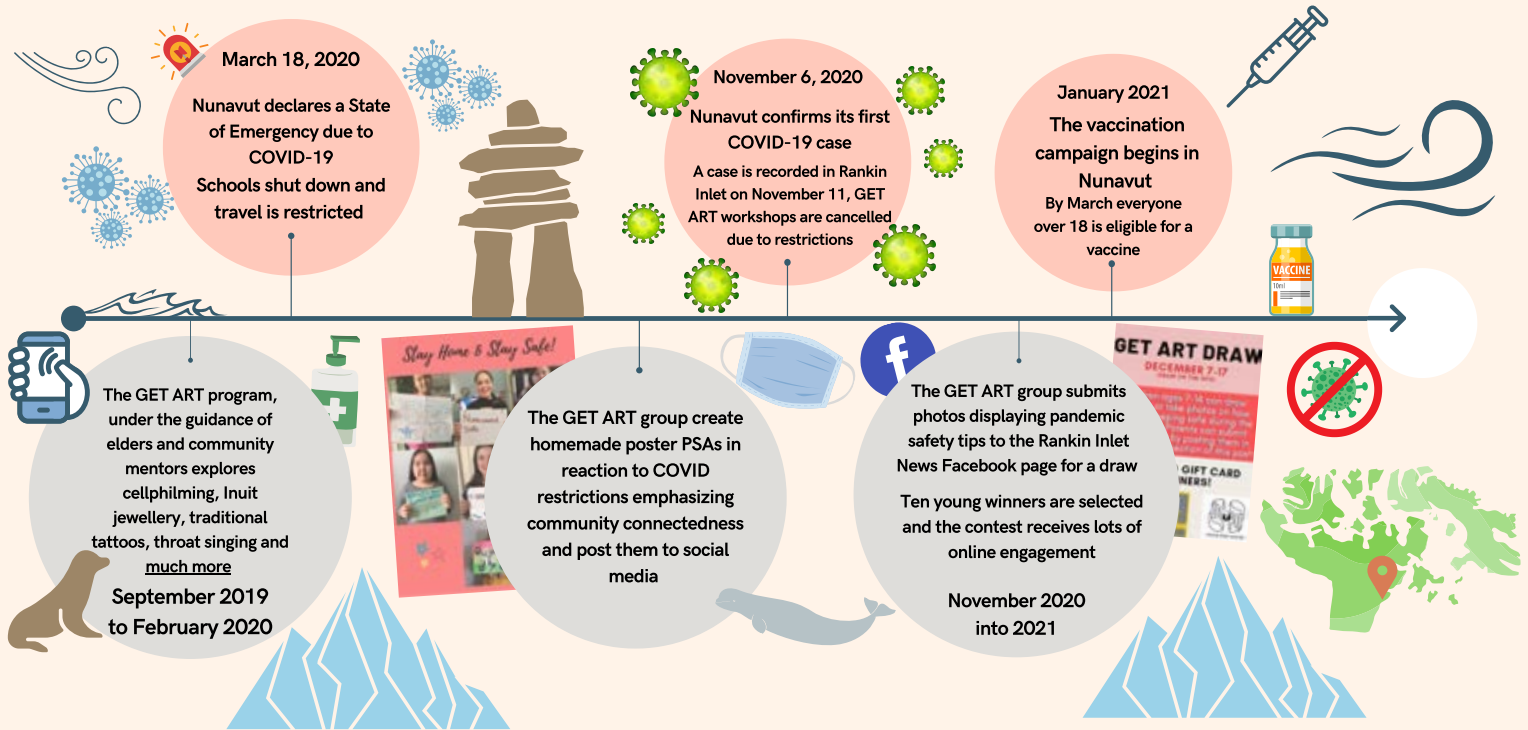 March 18, 2020
Nunavut declares a State
of Emergency due to
COVID-19
Schools shut down and
travel is restricted
November 6, 2020
Nunavut confirms its first
COVID-19 case
A case is recorded in Rankin
Inlet on November 11, GET
ART workshops are cancelled
due to restrictions
January 2021
The vaccination
campaign begins in
Nunavut
By March everyone
over 18 is eligible for a
vaccine
VACCINE
10ml
The GET ART program,
under the guidance of
elders and community
mentors explores
cellphilming, Inuit
jewellery, traditional
tattoos, throat singing and
much more
September 2019
to February 2020
Stay Home & Stay Safe!
The GET ART group create
homemade poster PSAs in
reaction to COVID
restrictions emphasizing
community connectedness
and post them to social
media
f
The GET ART group submits
photos displaying pandemic
safety tips to the Rankin Inlet
News Facebook page for a draw
Ten young winners are selected
and the contest receives lots of
online engagement
November 2020
into 2021
GET ART DRAW
DECEMBER 7-17
GIFT CARD